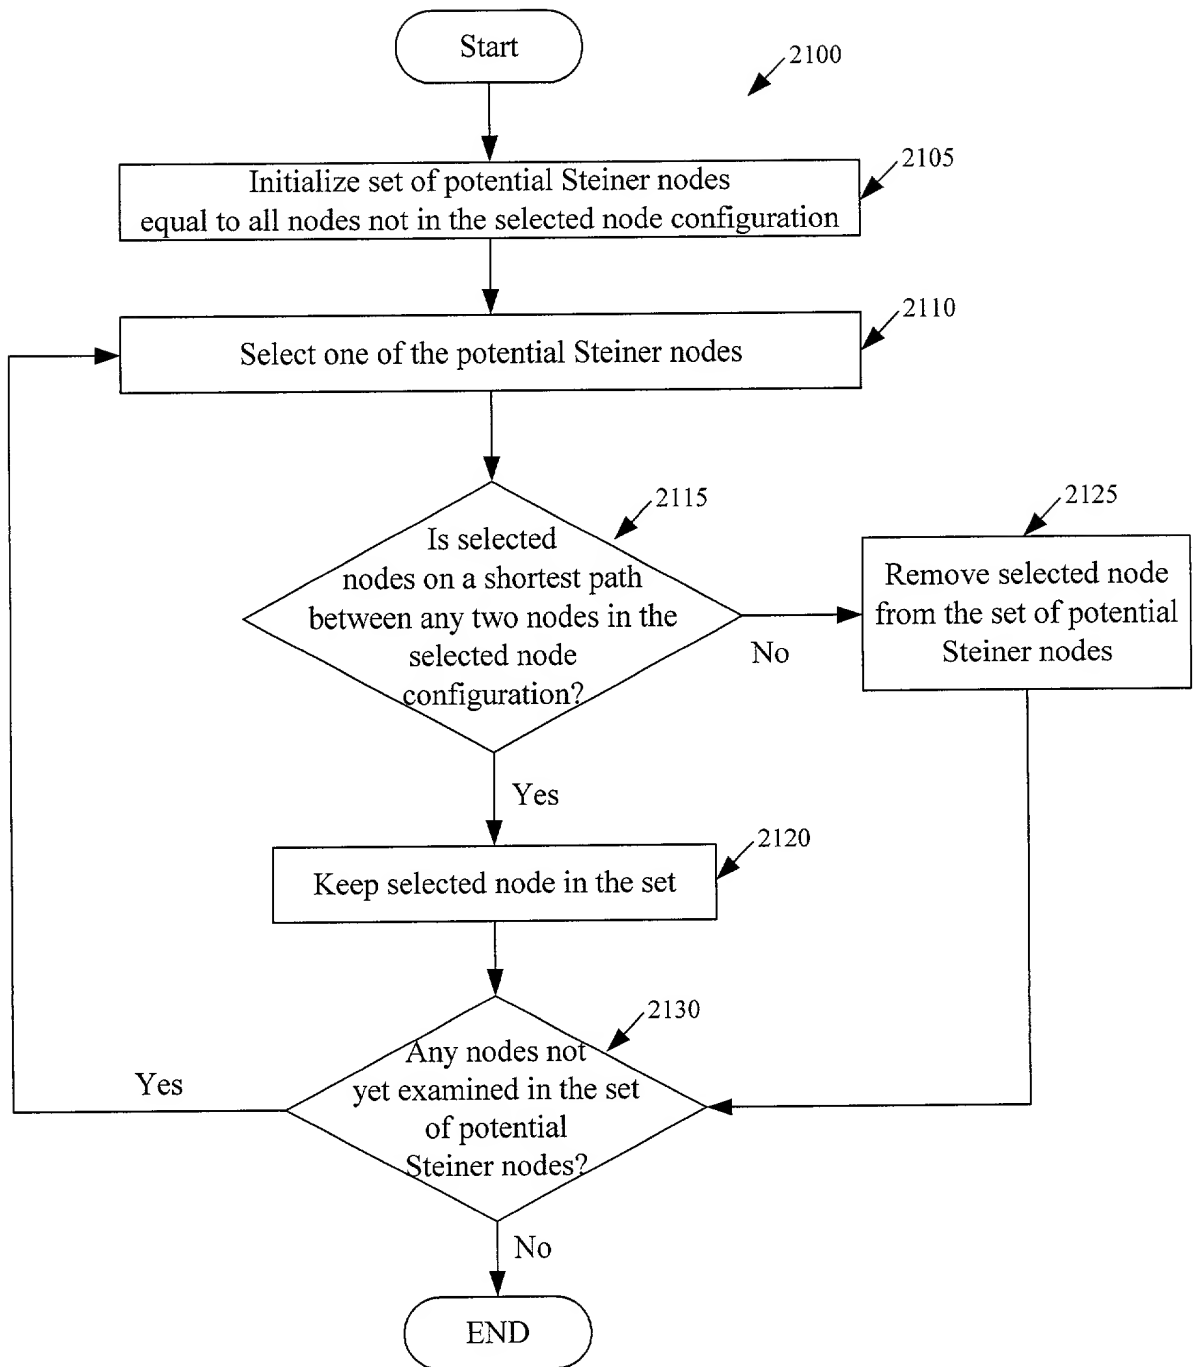 Start
2100
2105
Initialize set of potential Steiner nodes
equal to all nodes not in the selected node configuration
2110
Select one of the potential Steiner nodes
2115
Is selected
nodes on a shortest path
between any two nodes in the
selected node
configuration?
No
2125
Remove selected node
from the set of potential
Steiner nodes
Yes
2120
Keep selected node in the set
2130
Any nodes not
yet examined in the set
of potential
Steiner nodes?
Yes
No
END